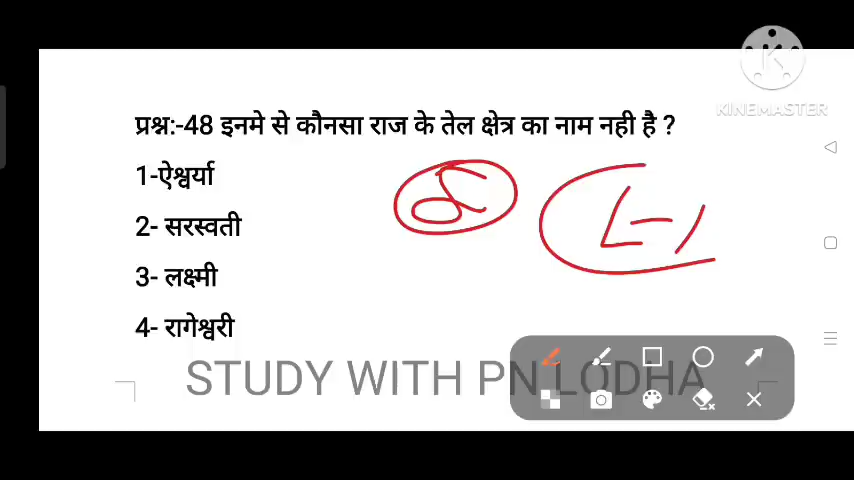 KINEMASTER
प्रश्न:-48 इनमे से कौनसा राज के तेल क्षेत्र का नाम नही है ?
1-ऐश्वर्या
2- सरस्वती
3- लक्ष्मी
4- रागेश्वरी
L-1
STUDY WITH PN LODHA